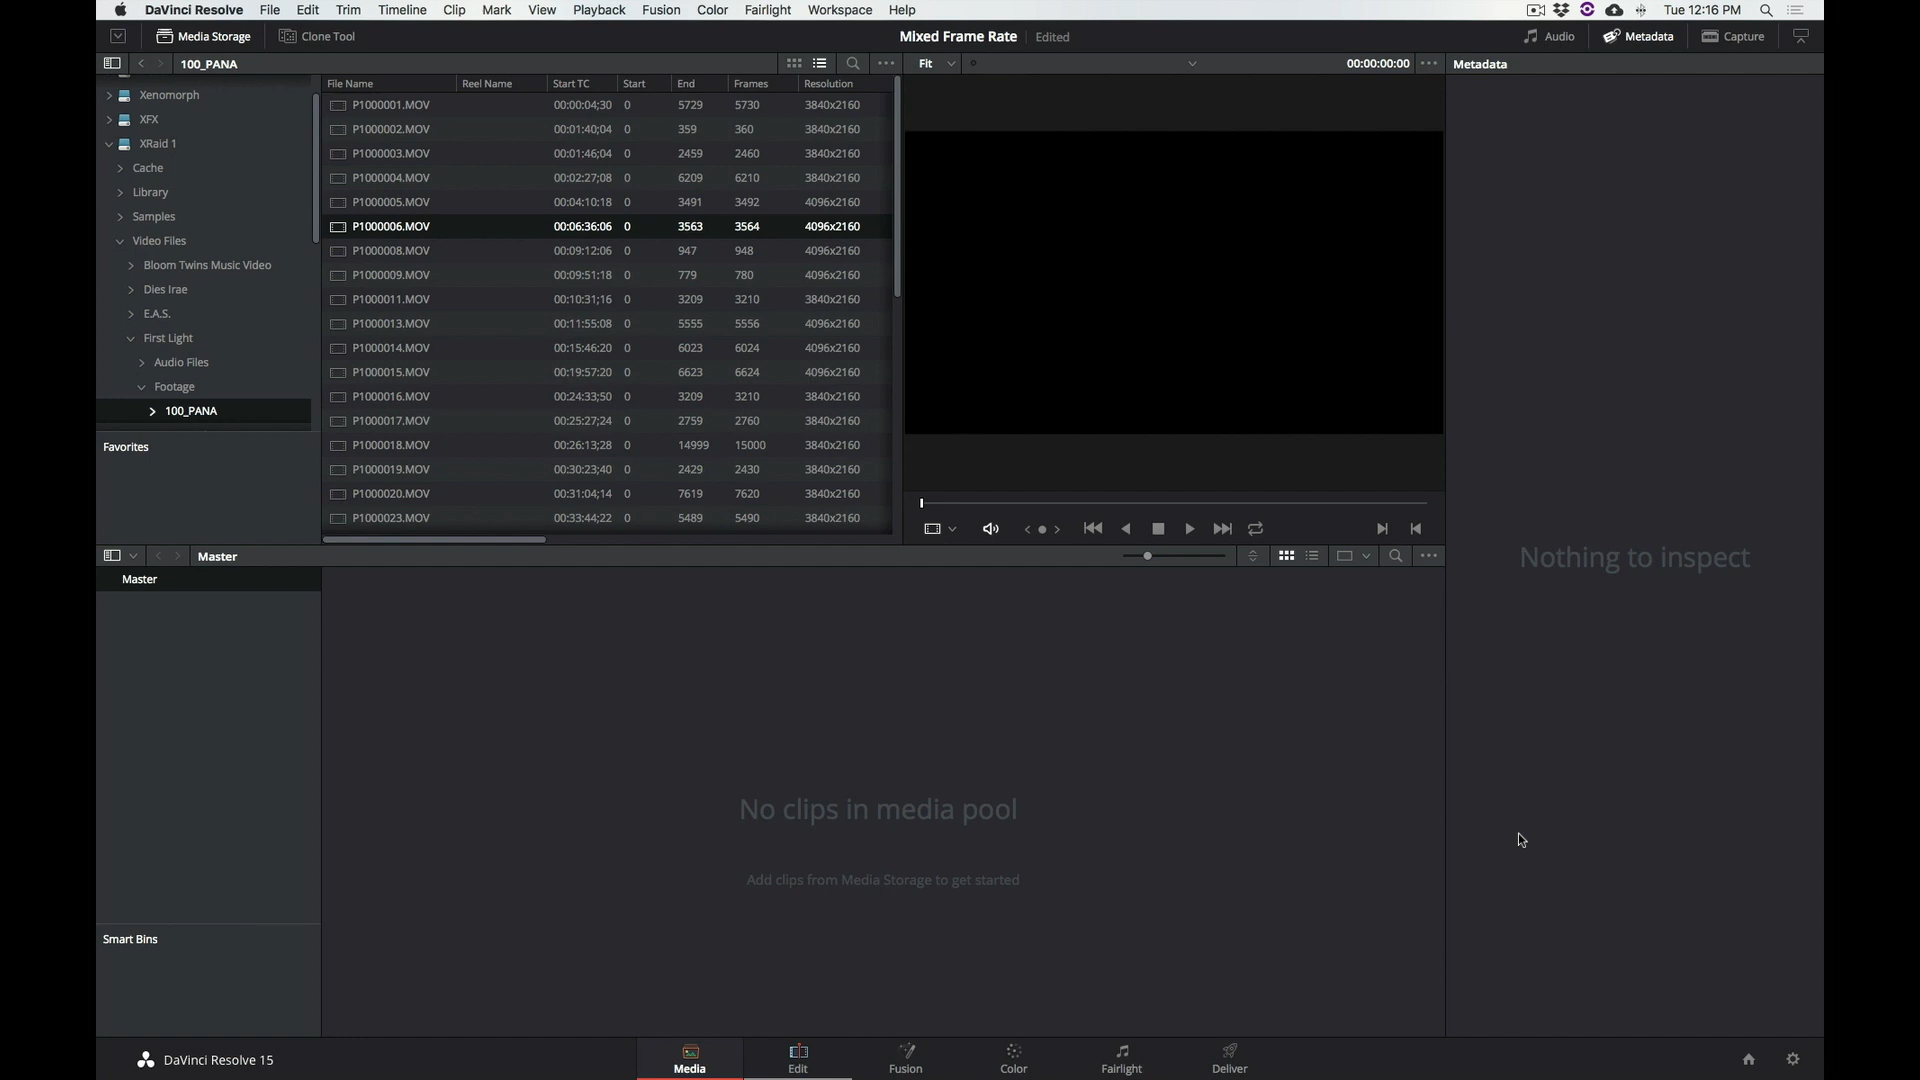 DaVinci Resolve File Edit Trim Timeline Clip Mark View Playback Fusion Color Fairlight Workspace Help Tue 12:16 PM
Media Storage Clone Tool Mixed Frame Rate Edited Audio Metadata Capture
100_PANA Fit 00:00:00:00 Metadata
File Name Reel Name Start TC Start End Frames Resolution
Xenomorph
XFX
XRaid 1
Cache
Library
Samples
Video Files
Bloom Twins Music Video
Dies Irae
E.A.S.
First Light
Audio Files
Footage
100_PANA
Favorites
P1000001.MOV 00:00:04;30 0 5729 5730 3840x2160
P1000002.MOV 00:01:40;04 0 359 360 3840x2160
P1000003.MOV 00:01:46;04 0 2459 2460 3840x2160
P1000004.MOV 00:02:27;08 0 6209 6210 3840x2160
P1000005.MOV 00:04:10:18 0 3491 3492 4096x2160
P1000006.MOV 00:06:36:06 0 3563 3564 4096x2160
P1000008.MOV 00:09:12:06 0 947 948 4096x2160
P1000009.MOV 00:09:51:18 0 779 780 4096x2160
P1000011.MOV 00:10:31;16 0 3209 3210 3840x2160
P1000013.MOV 00:11:55:08 0 5555 5556 4096x2160
P1000014.MOV 00:15:46:20 0 6023 6024 4096x2160
P1000015.MOV 00:19:57:20 0 6623 6624 4096x2160
P1000016.MOV 00:24:33;50 0 3209 3210 3840x2160
P1000017.MOV 00:25:27;24 0 2759 2760 3840x2160
P1000018.MOV 00:26:13;28 0 14999 15000 3840x2160
P1000019.MOV 00:30:23;40 0 2429 2430 3840x2160
P1000020.MOV 00:31:04;14 0 7619 7620 3840x2160
P1000023.MOV 00:33:44;22 0 5489 5490 3840x2160
Nothing to inspect
Master
Master
No clips in media pool
Add clips from Media Storage to get started
Smart Bins
DaVinci Resolve 15 Media Edit Fusion Color Fairlight Deliver